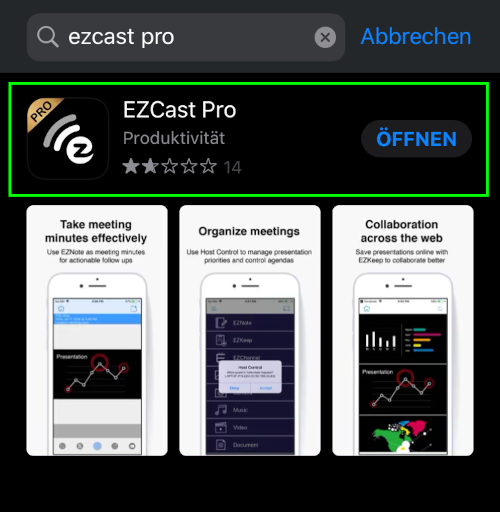 ezcast pro
Abbrechen
PRO
EZCast Pro
Produktivität
ÖFFNEN
14
Take meeting
minutes effectively
Use EZNote as meeting minutes
for actionable follow ups
Presentation
Organize meetings
Use Host Control to manage presentation
priorities and control agendas
EZNote
EZKeep
EZChannel
Host Control
Deny
Accept
Music
Video
Document
Collaboration
across the web
Save presentations online with
EZKeep to collaborate better
Presentation